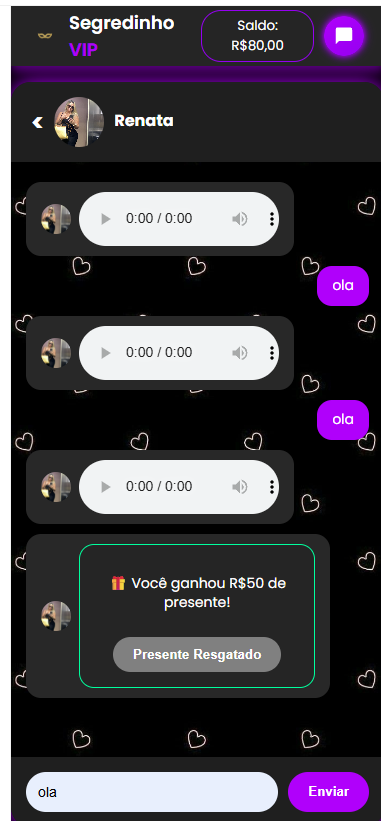 Segredinho
VIP
Saldo:
R$80,00
Renata
0:00 / 0:00
ola
0:00 / 0:00
ola
0:00 / 0:00
🎁 Você ganhou R$50 de
presente!
Presente Resgatado
ola
Enviar